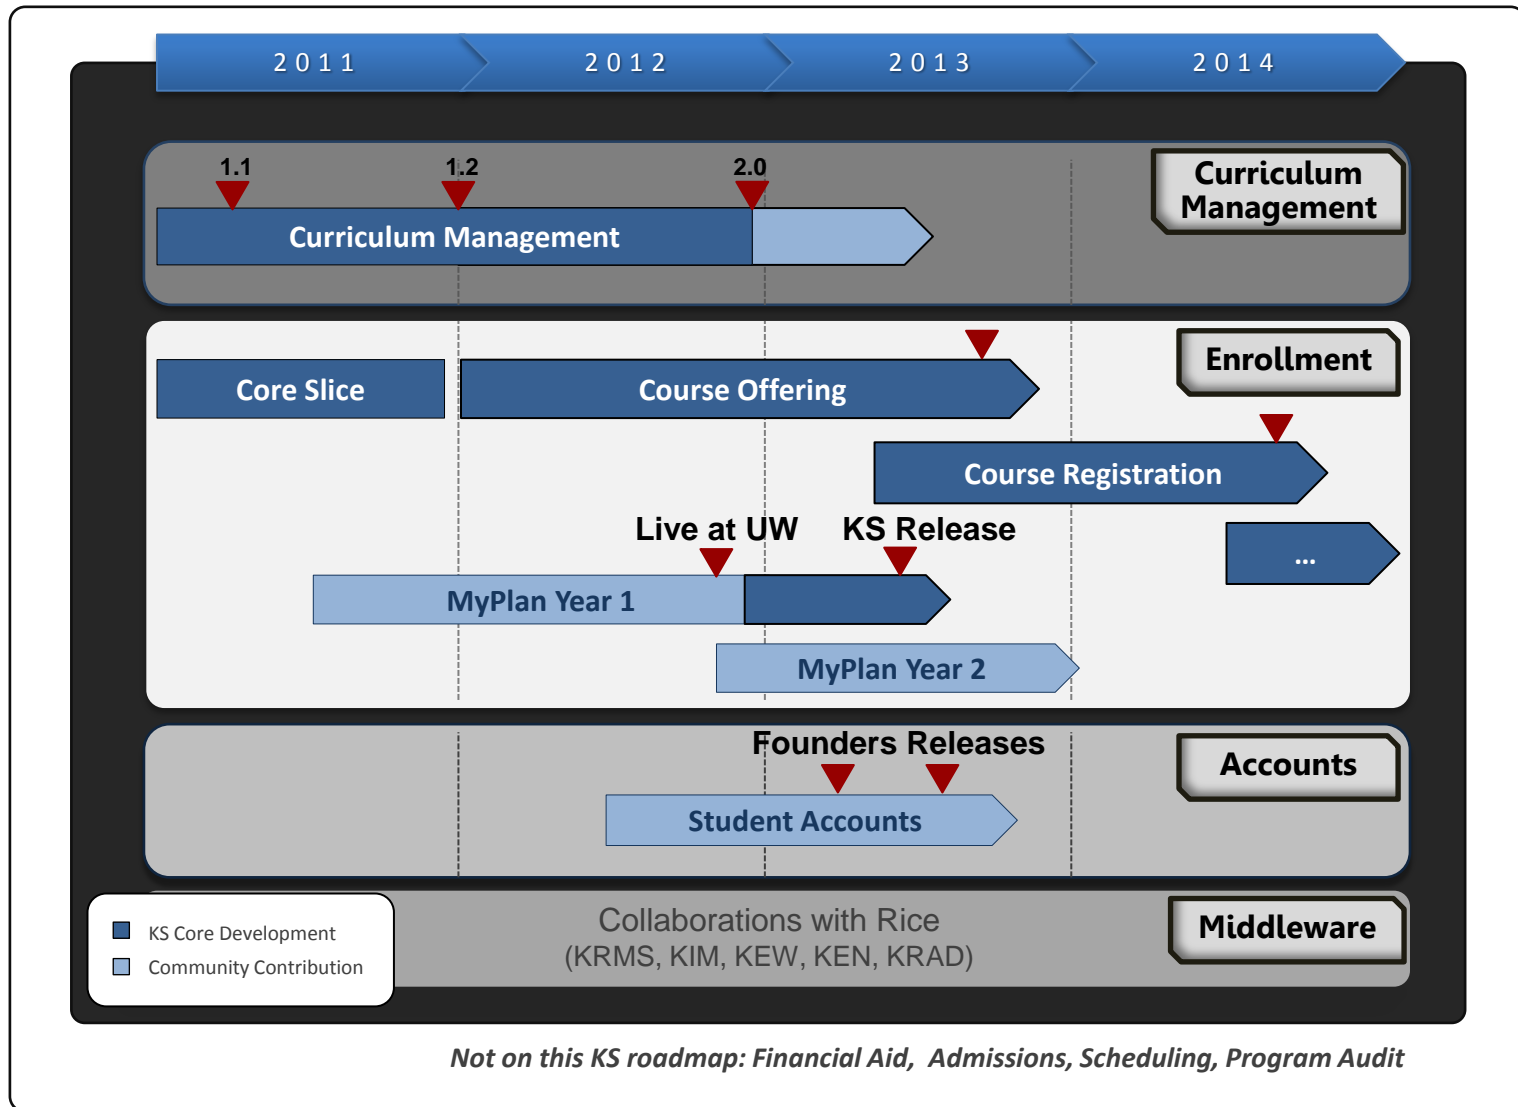 2011 2012 2013 2014
1.1 1.2 2.0
Curriculum
Management
Curriculum Management
Enrollment
Core Slice
Course Offering
Course Registration
Live at UW
KS Release
...
MyPlan Year 1
MyPlan Year 2
Founders Releases
Accounts
Student Accounts
Collaborations with Rice
(KRMS, KIM, KEW, KEN, KRAD)
Middleware
KS Core Development
Community Contribution
Not on this KS roadmap: Financial Aid, Admissions, Scheduling, Program Audit